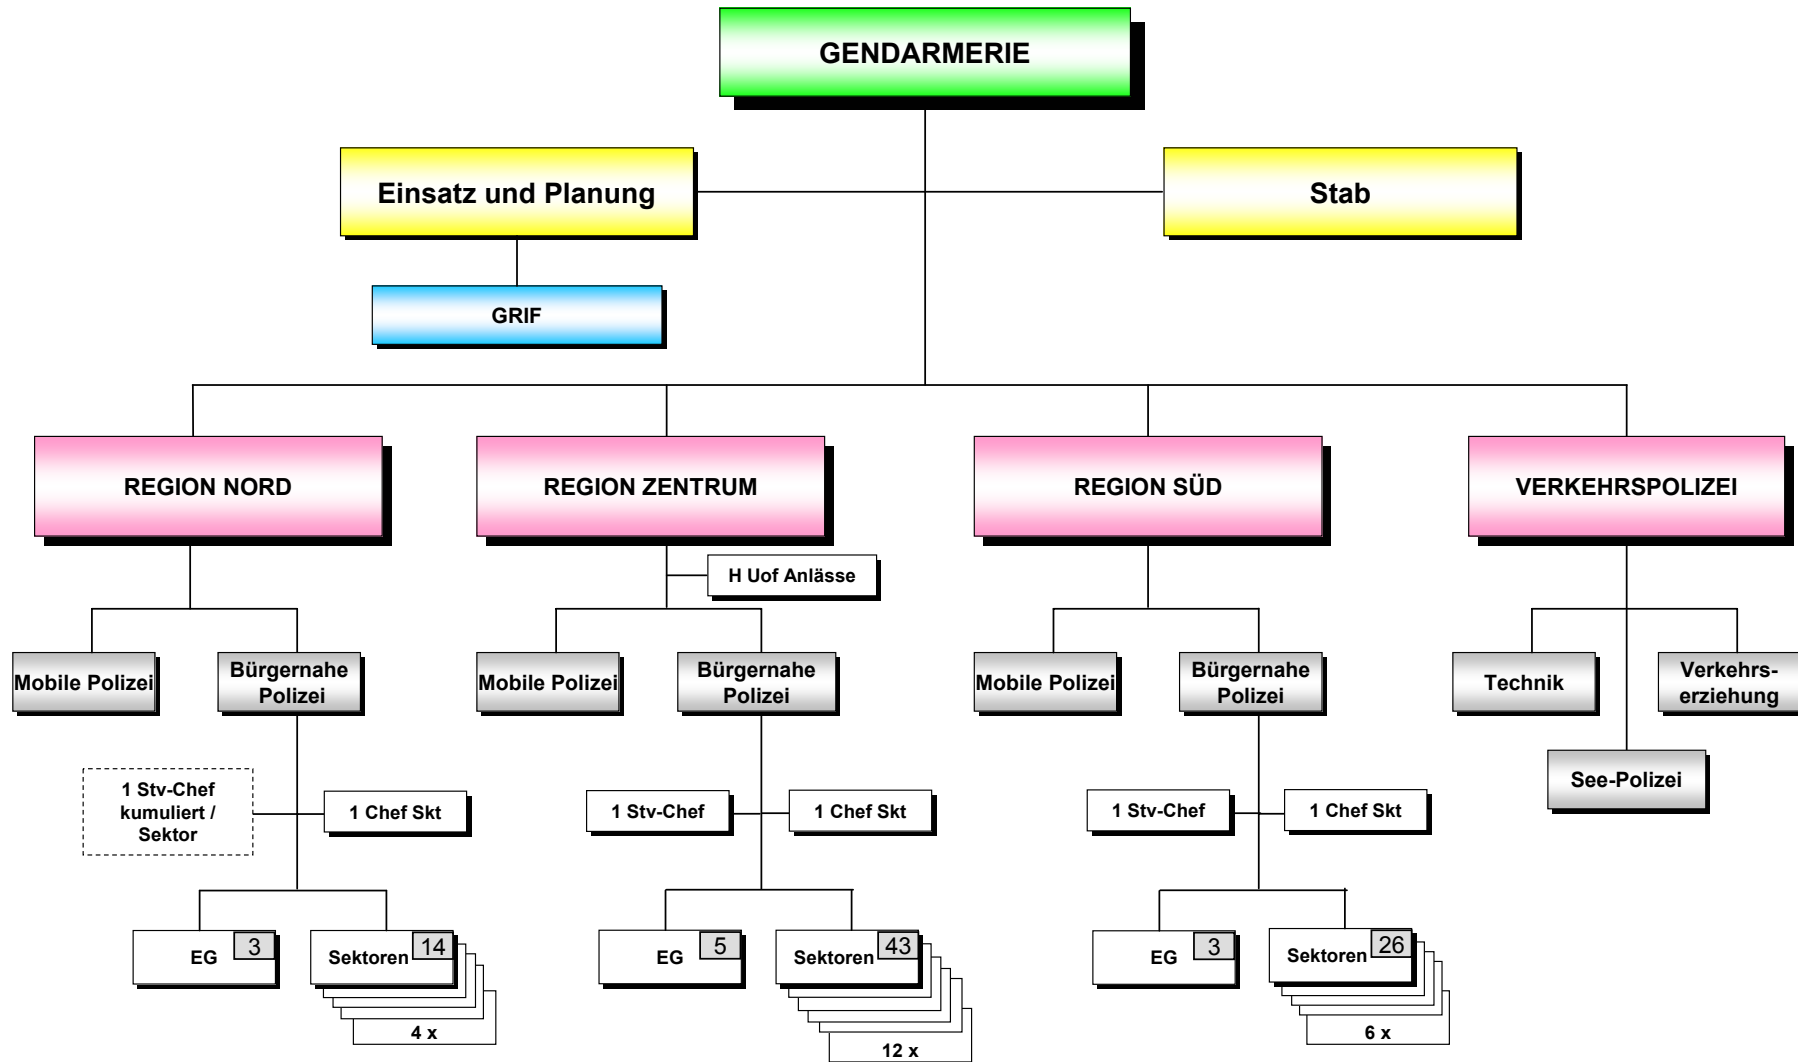 GENDARMERIE
Einsatz und Planung
Stab
GRIF
REGION NORD
REGION ZENTRUM
REGION SÜD
VERKEHRSPOLIZEI
H Uof Anlässe
Mobile Polizei
Bürgernahe
Polizei
Mobile Polizei
Bürgernahe
Polizei
Mobile Polizei
Bürgernahe
Polizei
Technik
Verkehrs-
erziehung
See-Polizei
1 Stv-Chef
kumuliert /
Sektor
1 Chef Skt
1 Stv-Chef
1 Chef Skt
1 Stv-Chef
1 Chef Skt
EG
3
Sektoren
14
4 x
EG
5
Sektoren
43
12 x
EG
3
Sektoren
26
6 x